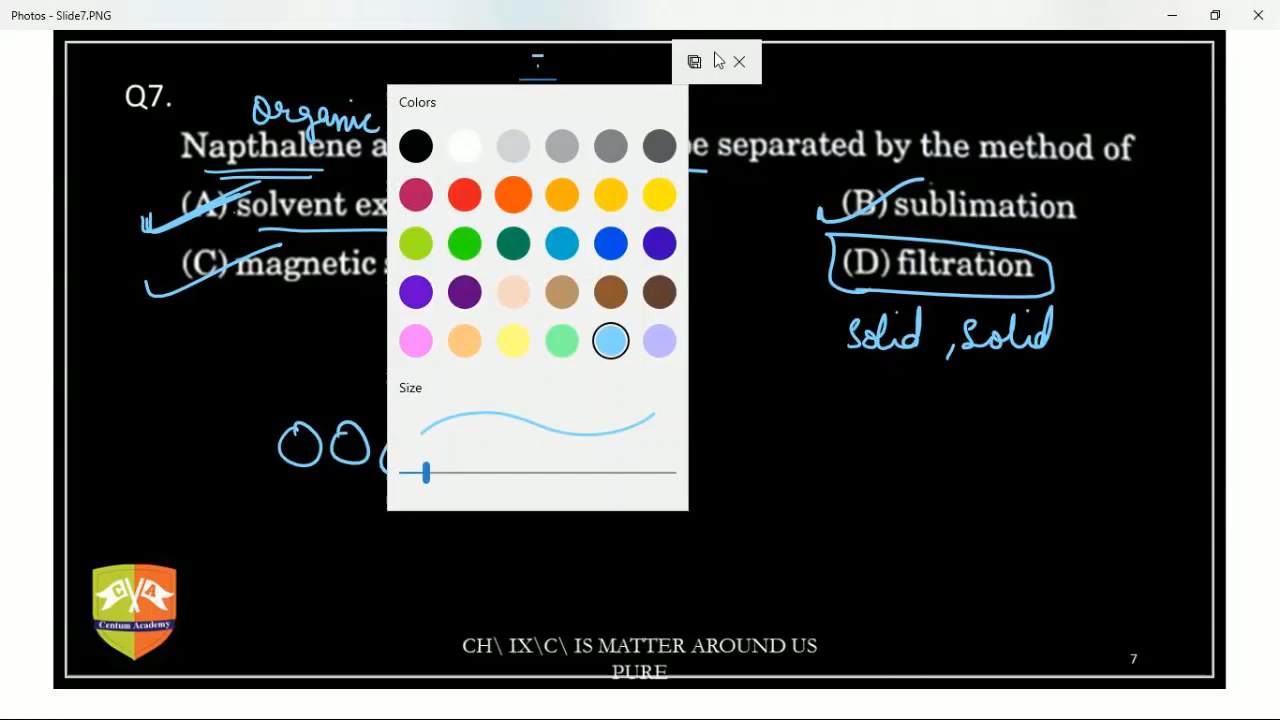 Photos - Slide7.PNG
Q7.
Organic
Napthalene a
be separated by the method of
(A) solvent ex
(B) sublimation
(C) magnetic s
(D) filtration
Solid , Solid
Colors
Size
Centum Academy
CH\ IX\C\ IS MATTER AROUND US
PURE
7